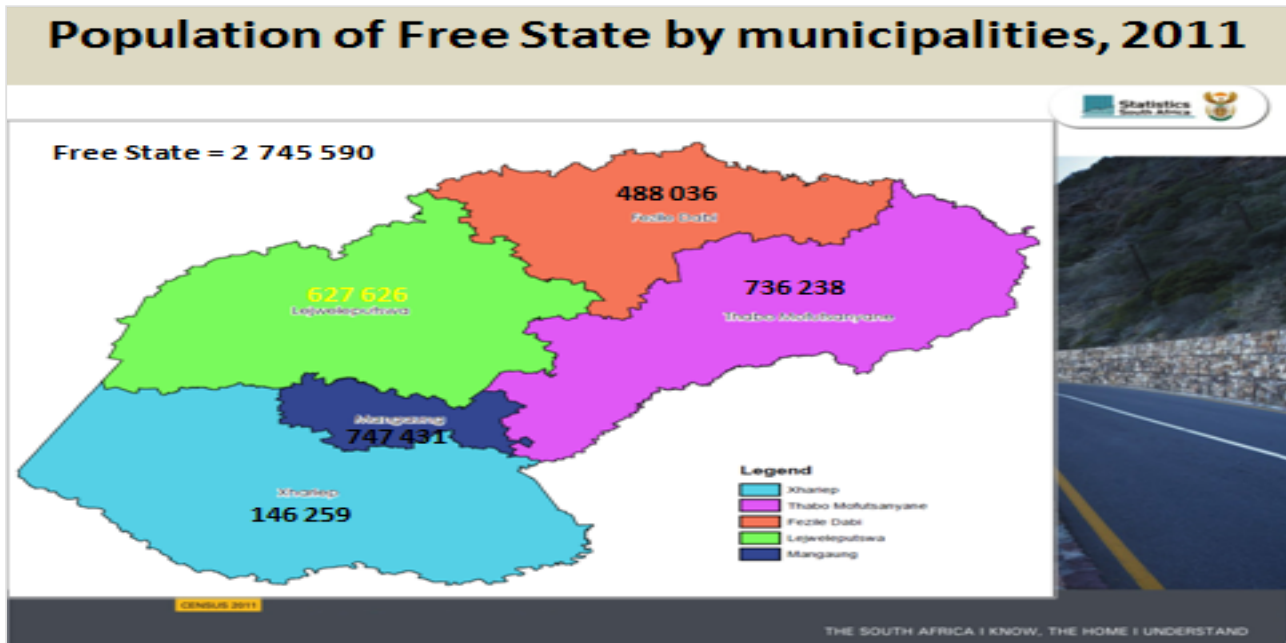 Population of Free State by municipalities, 2011
Statistics
South Africa
Free State = 2 745 590
488 036
Fezile Dabi
736 238
Thabo Mofutsanyane
627 626
Lejweleputswa
Mangaung
747 431
Xhariep
146 259
Legend
Xhariep
Thabo Mofutsanyane
Fezile Dabi
Lejweleputswa
Mangaung
CENSUS 2011
THE SOUTH AFRICA I KNOW, THE HOME I UNDERSTAND